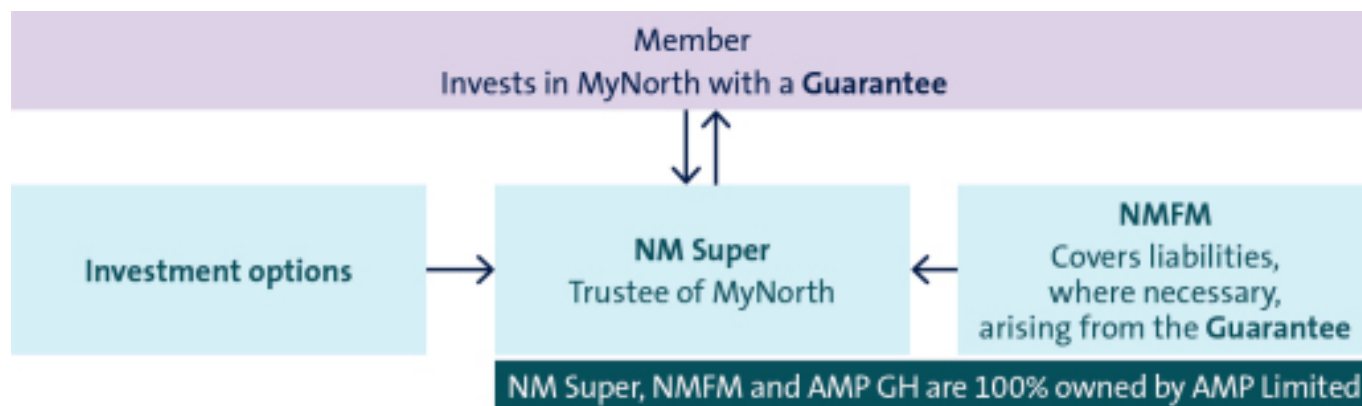 Member
Invests in MyNorth with a Guarantee
Investment options
NM Super
Trustee of MyNorth
NMFM
Covers liabilities,
where necessary,
arising from the Guarantee
NM Super, NMFM and AMP GH are 100% owned by AMP Limited